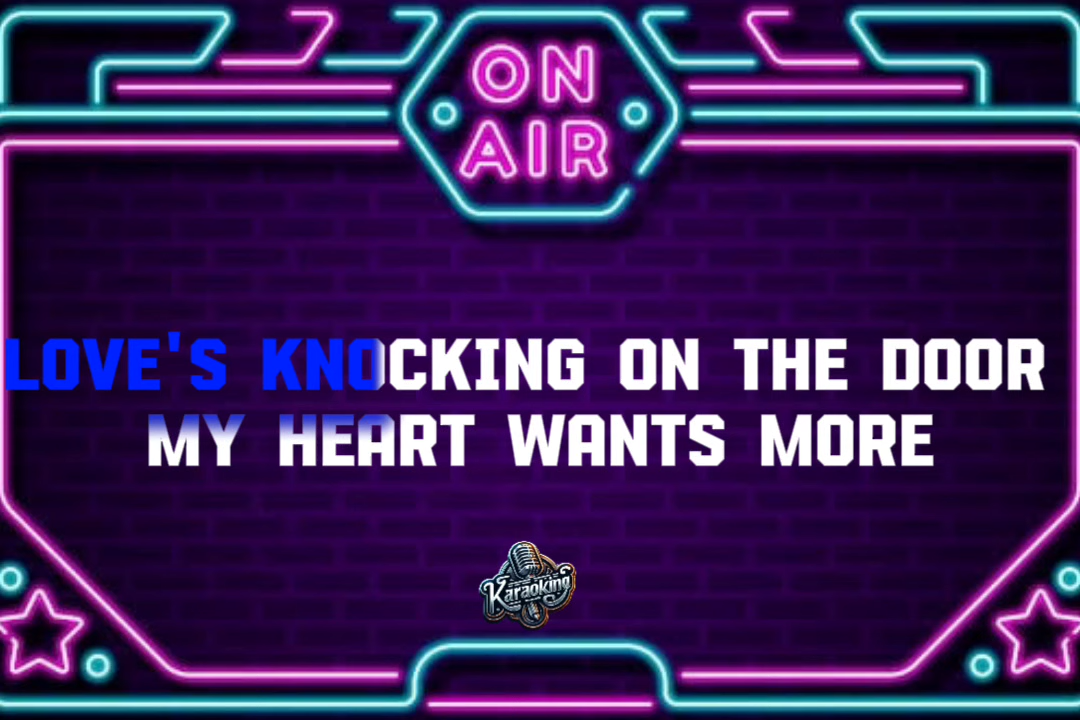 ON
AIR
LOVE'S KNOCKING ON THE DOOR
MY HEART WANTS MORE
Karaoking